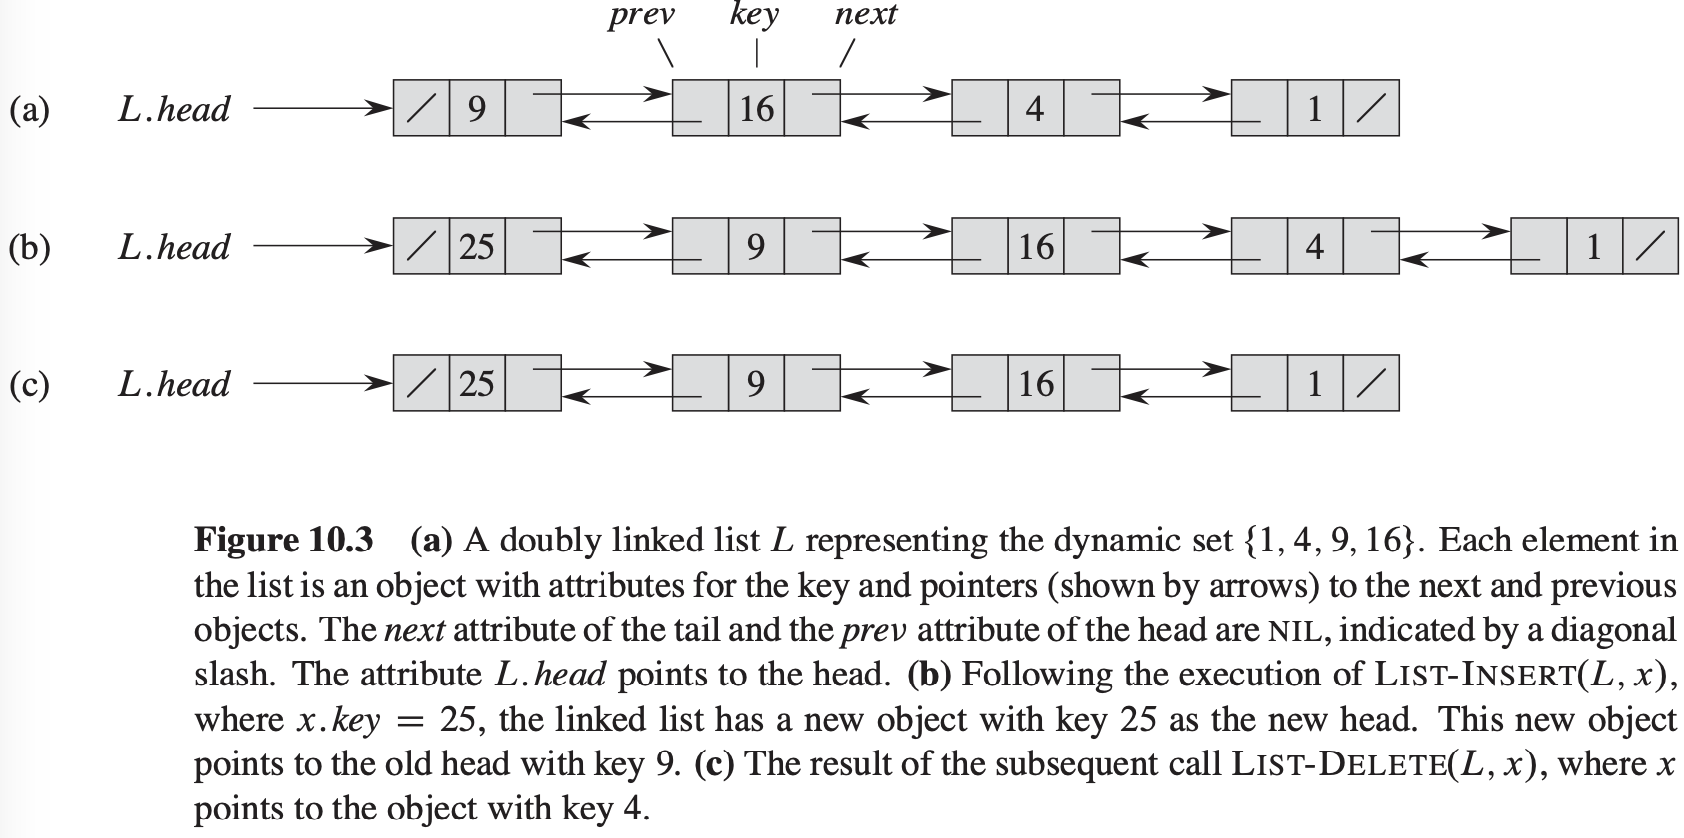 prev key next
(a) L.head / 9 16 4 1 /
(b) L.head / 25 9 16 4 1 /
(c) L.head / 25 9 16 1 /
Figure 10.3 (a) A doubly linked list L representing the dynamic set {1, 4, 9, 16}. Each element in
the list is an object with attributes for the key and pointers (shown by arrows) to the next and previous
objects. The next attribute of the tail and the prev attribute of the head are NIL, indicated by a diagonal
slash. The attribute L.head points to the head. (b) Following the execution of LIST-INSERT(L, x),
where x.key = 25, the linked list has a new object with key 25 as the new head. This new object
points to the old head with key 9. (c) The result of the subsequent call LIST-DELETE(L, x), where x
points to the object with key 4.